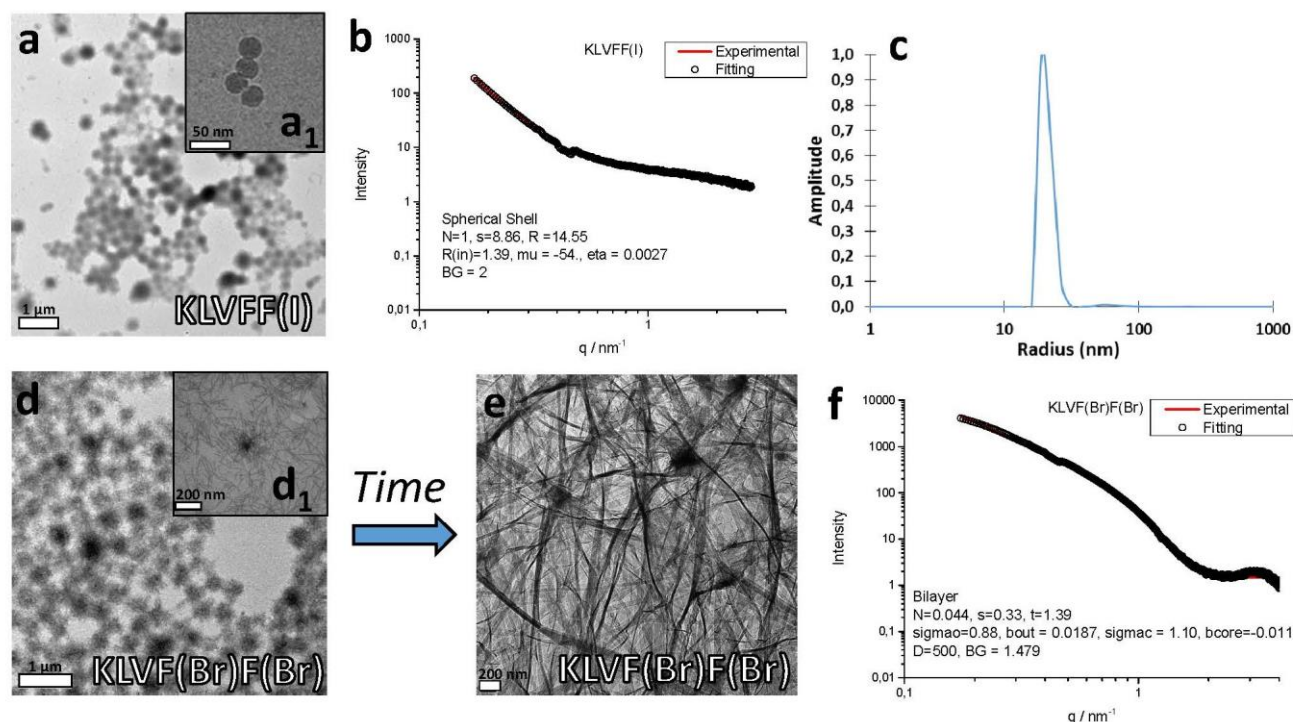 a
a1
50 nm
1 μm
KLVFF(I)
b
KLVFF(I)
Experimental
Fitting
1000
100
10
1
0,1
0,01
0,1
1
Intensity
q / nm-1
Spherical Shell
N=1, s=8.86, R =14.55
R(in)=1.39, mu = -54., eta = 0.0027
BG = 2
c
1,0
0,9
0,8
0,7
0,6
0,5
0,4
0,3
0,2
0,1
0,0
1
10
100
1000
Amplitude
Radius (nm)
d
d1
200 nm
1 μm
KLVF(Br)F(Br)
Time
e
200 nm
KLVF(Br)F(Br)
f
KLVF(Br)F(Br)
Experimental
Fitting
10000
1000
100
10
1
0,1
0,01
0,1
1
Intensity
q / nm-1
Bilayer
N=0.044, s=0.33, t=1.39
sigmao=0.88, bout = 0.0187, sigmac = 1.10, bcore=-0.011
D=500, BG = 1.479